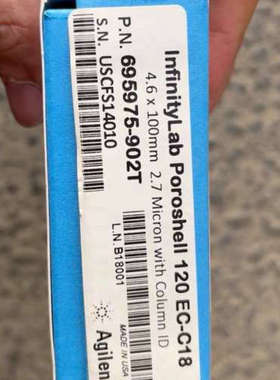 InfinityLab Poroshell 120 EC-C18
4.6 x 100mm 2.7 Micron with Column ID
P.N. 695975-902T
S.N. USCFS14010
L.N. B18001
MADE IN USA
Agilen